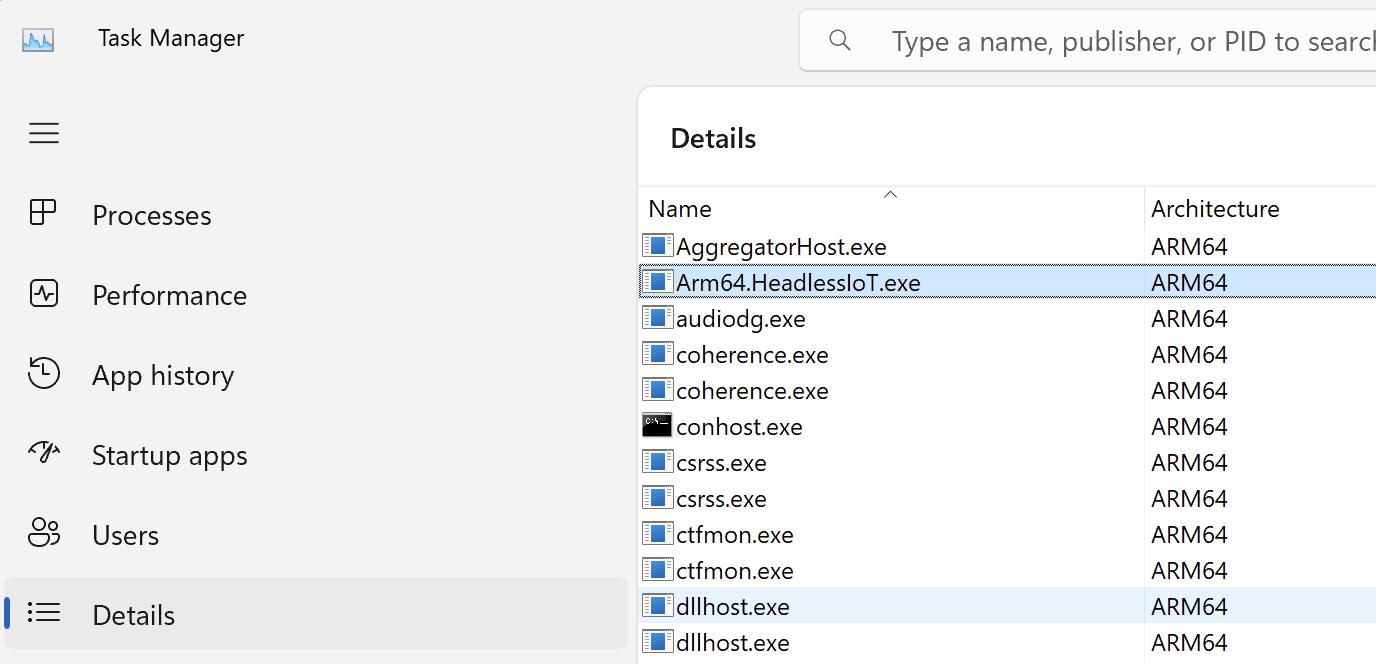 Task Manager
Type a name, publisher, or PID to search
Processes
Performance
App history
Startup apps
Users
Details
Details
Name Architecture
AggregatorHost.exe ARM64
Arm64.HeadlessIoT.exe ARM64
audiodg.exe ARM64
coherence.exe ARM64
coherence.exe ARM64
conhost.exe ARM64
csrss.exe ARM64
csrss.exe ARM64
ctfmon.exe ARM64
ctfmon.exe ARM64
dllhost.exe ARM64
dllhost.exe ARM64